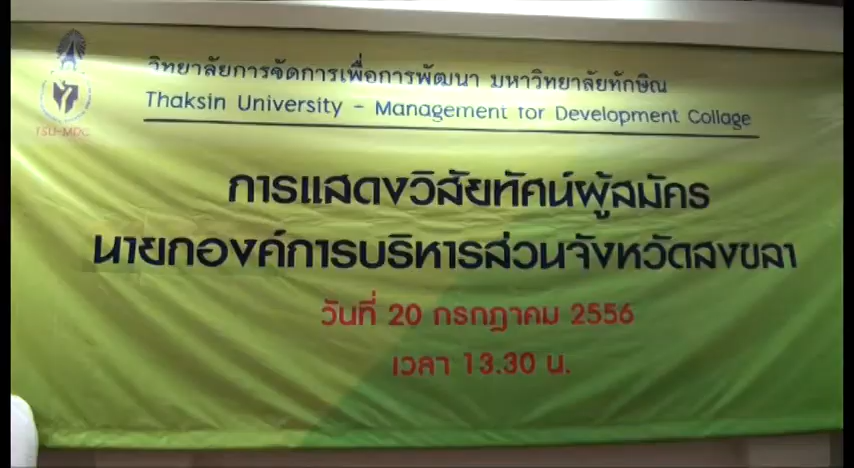 วิทยาลัยการจัดการเพื่อการพัฒนา มหาวิทยาลัยทักษิณ
Thaksin University - Management for Development Collage
TSU-MDC
การแสดงวิสัยทัศน์ผู้สมัคร
นายกองค์การบริหารส่วนจังหวัดสงขลา
วันที่ 20 กรกฎาคม 2556
เวลา 13.30 น.